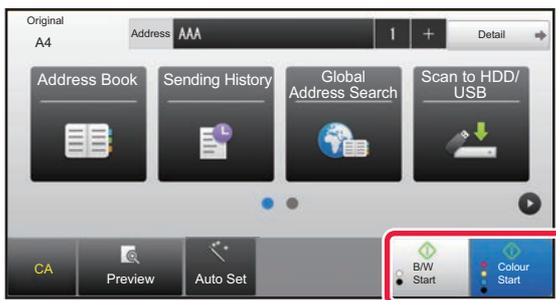 Original
A4
Address AAA 1 + Detail
Address Book
Sending History
Global
Address Search
Scan to HDD/
USB
CA
Preview
Auto Set
B/W
Start
Colour
Start